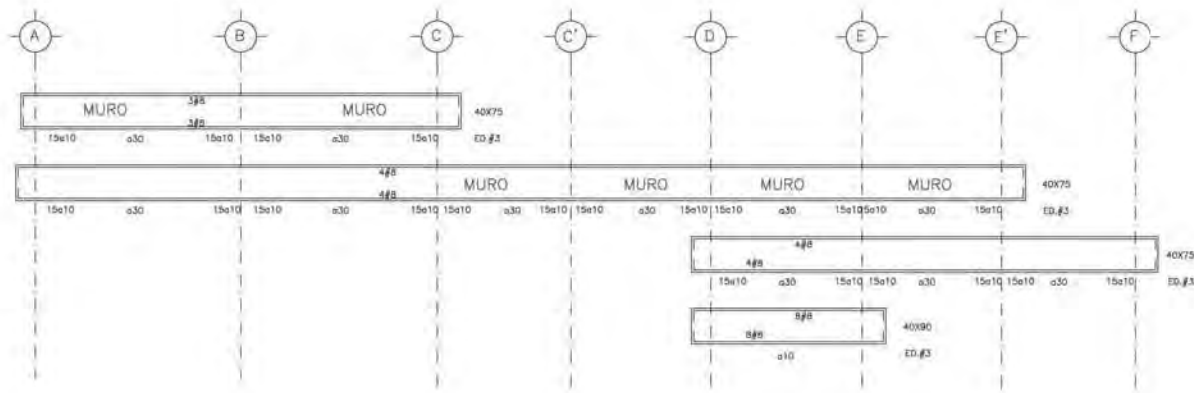 A B C C' D E E' F
3#8
MURO MURO 40X75
3#8
15a10 a30 15a10 15a10 a30 15a10 ED.#3
4#8
MURO MURO MURO MURO 40X75
4#8
15a10 a30 15a10 15a10 a30 15a10 15a10 a30 15a10 15a10 a30 15a10 15a10 a30 15a10 15a10 a30 15a10 ED.#3
4#8
4#8 40X75
15a10 a30 15a10 15a10 a30 15a10 15a10 a30 15a10 ED.#3
8#8
8#8 40X90
a10 ED.#3